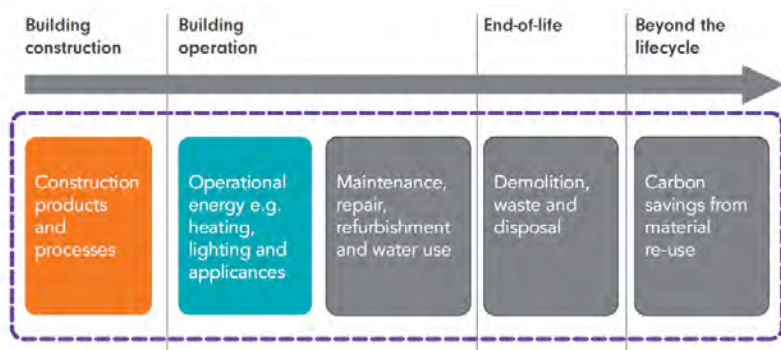 Building
construction
Building
operation
End-of-life
Beyond the
lifecycle
Construction
products
and
processes
Operational
energy e.g.
heating,
lighting and
applicances
Maintenance,
repair,
refurbishment
and water use
Demolition,
waste and
disposal
Carbon
savings from
material
re-use